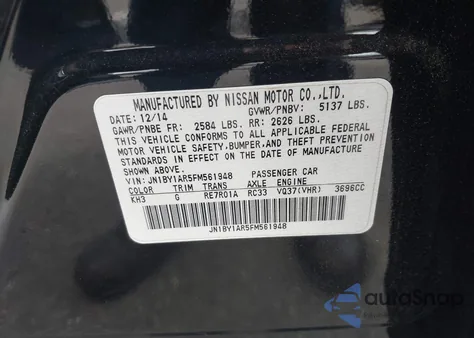 MANUFACTURED BY NISSAN MOTOR CO.,LTD.
DATE: 12/14 GVWR/PNBV: 5137 LBS.
GAWR/PNBE FR: 2584 LBS. RR: 2626 LBS.
THIS VEHICLE CONFORMS TO ALL APPLICABLE FEDERAL
MOTOR VEHICLE SAFETY,BUMPER,AND THEFT PREVENTION
STANDARDS IN EFFECT ON THE DATE OF MANUFACTURE
SHOWN ABOVE.
VIN: JN1BY1AR5FM561948 PASSENGER CAR
COLOR TRIM TRANS AXLE ENGINE
KH3 G RE7R01A RC33 VQ37(VHR) 3696CC
JN1BY1AR5FM561948
autoSnap